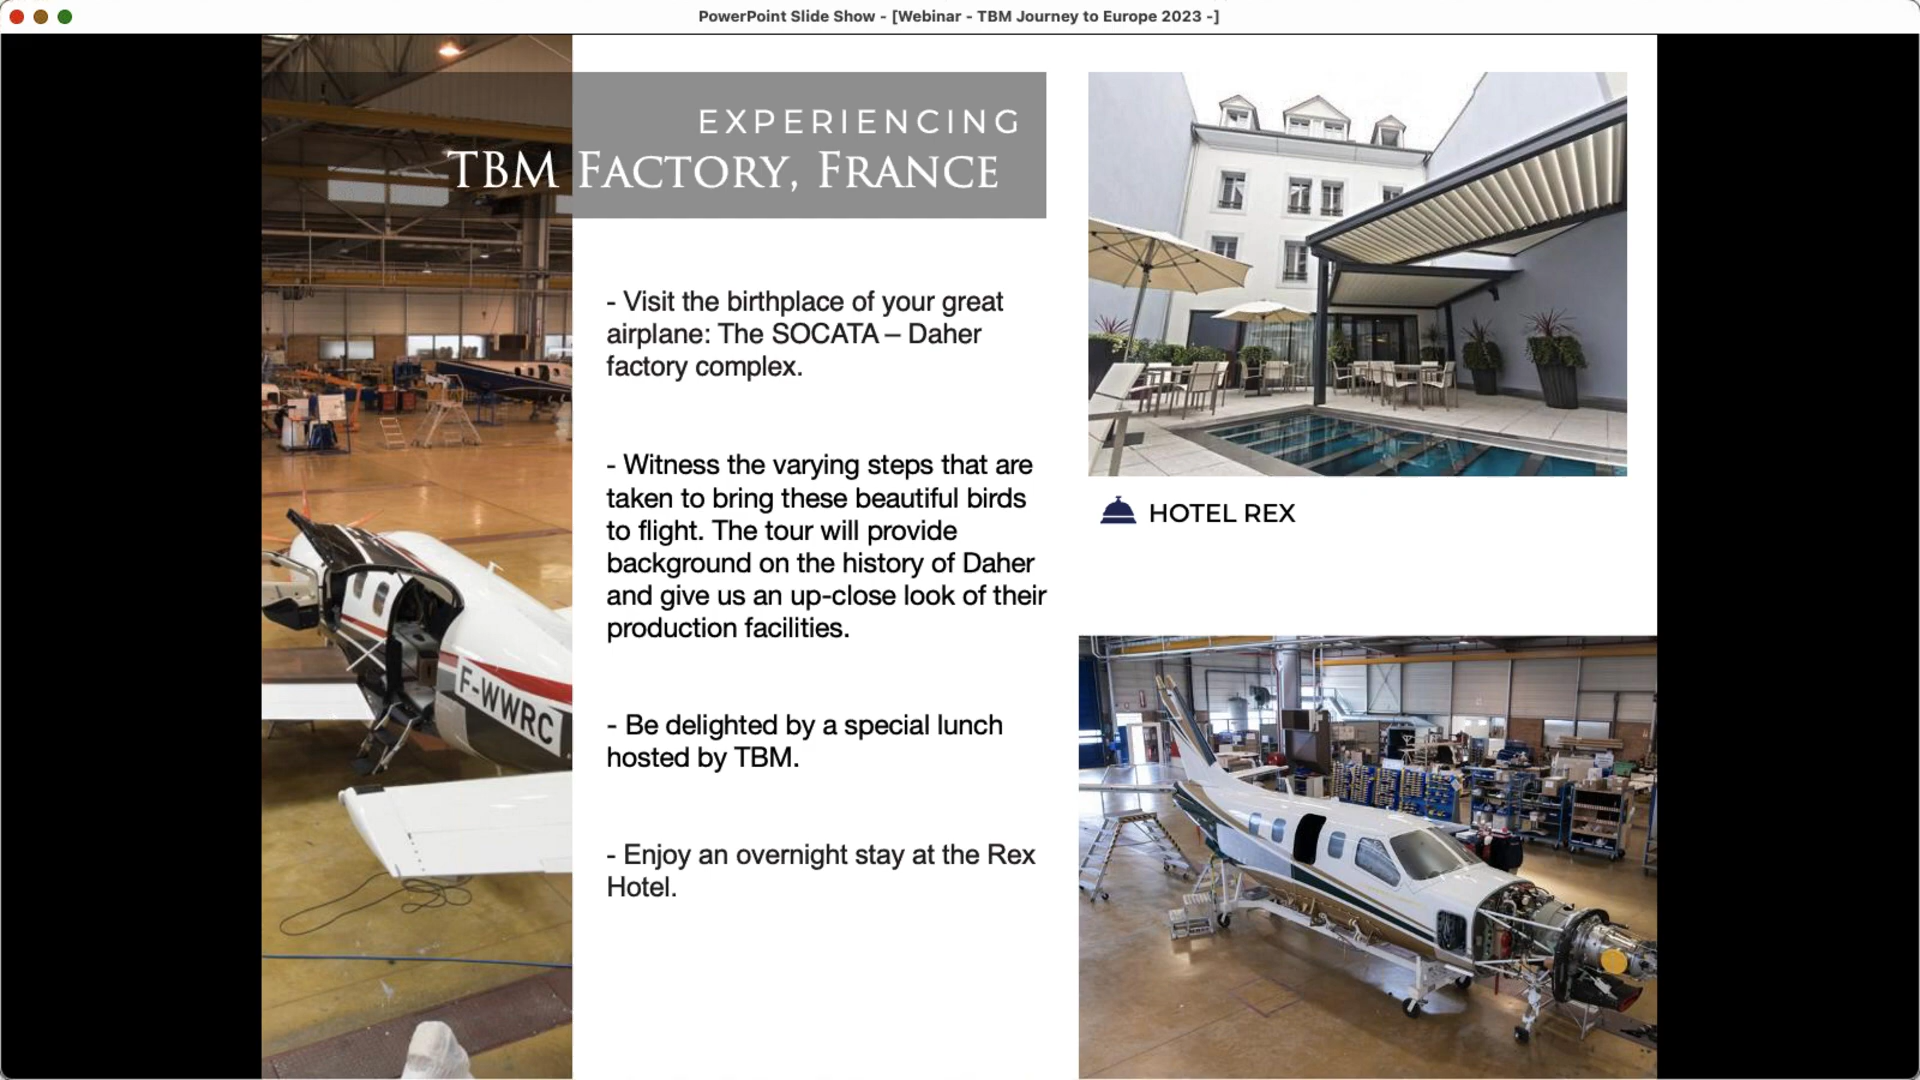 PowerPoint Slide Show - [Webinar - TBM Journey to Europe 2023 -]
EXPERIENCING
TBM FACTORY, FRANCE
- Visit the birthplace of your great
airplane: The SOCATA – Daher
factory complex.
- Witness the varying steps that are
taken to bring these beautiful birds
to flight. The tour will provide
background on the history of Daher
and give us an up-close look of their
production facilities.
- Be delighted by a special lunch
hosted by TBM.
- Enjoy an overnight stay at the Rex
Hotel.
HOTEL REX
F-WWRC